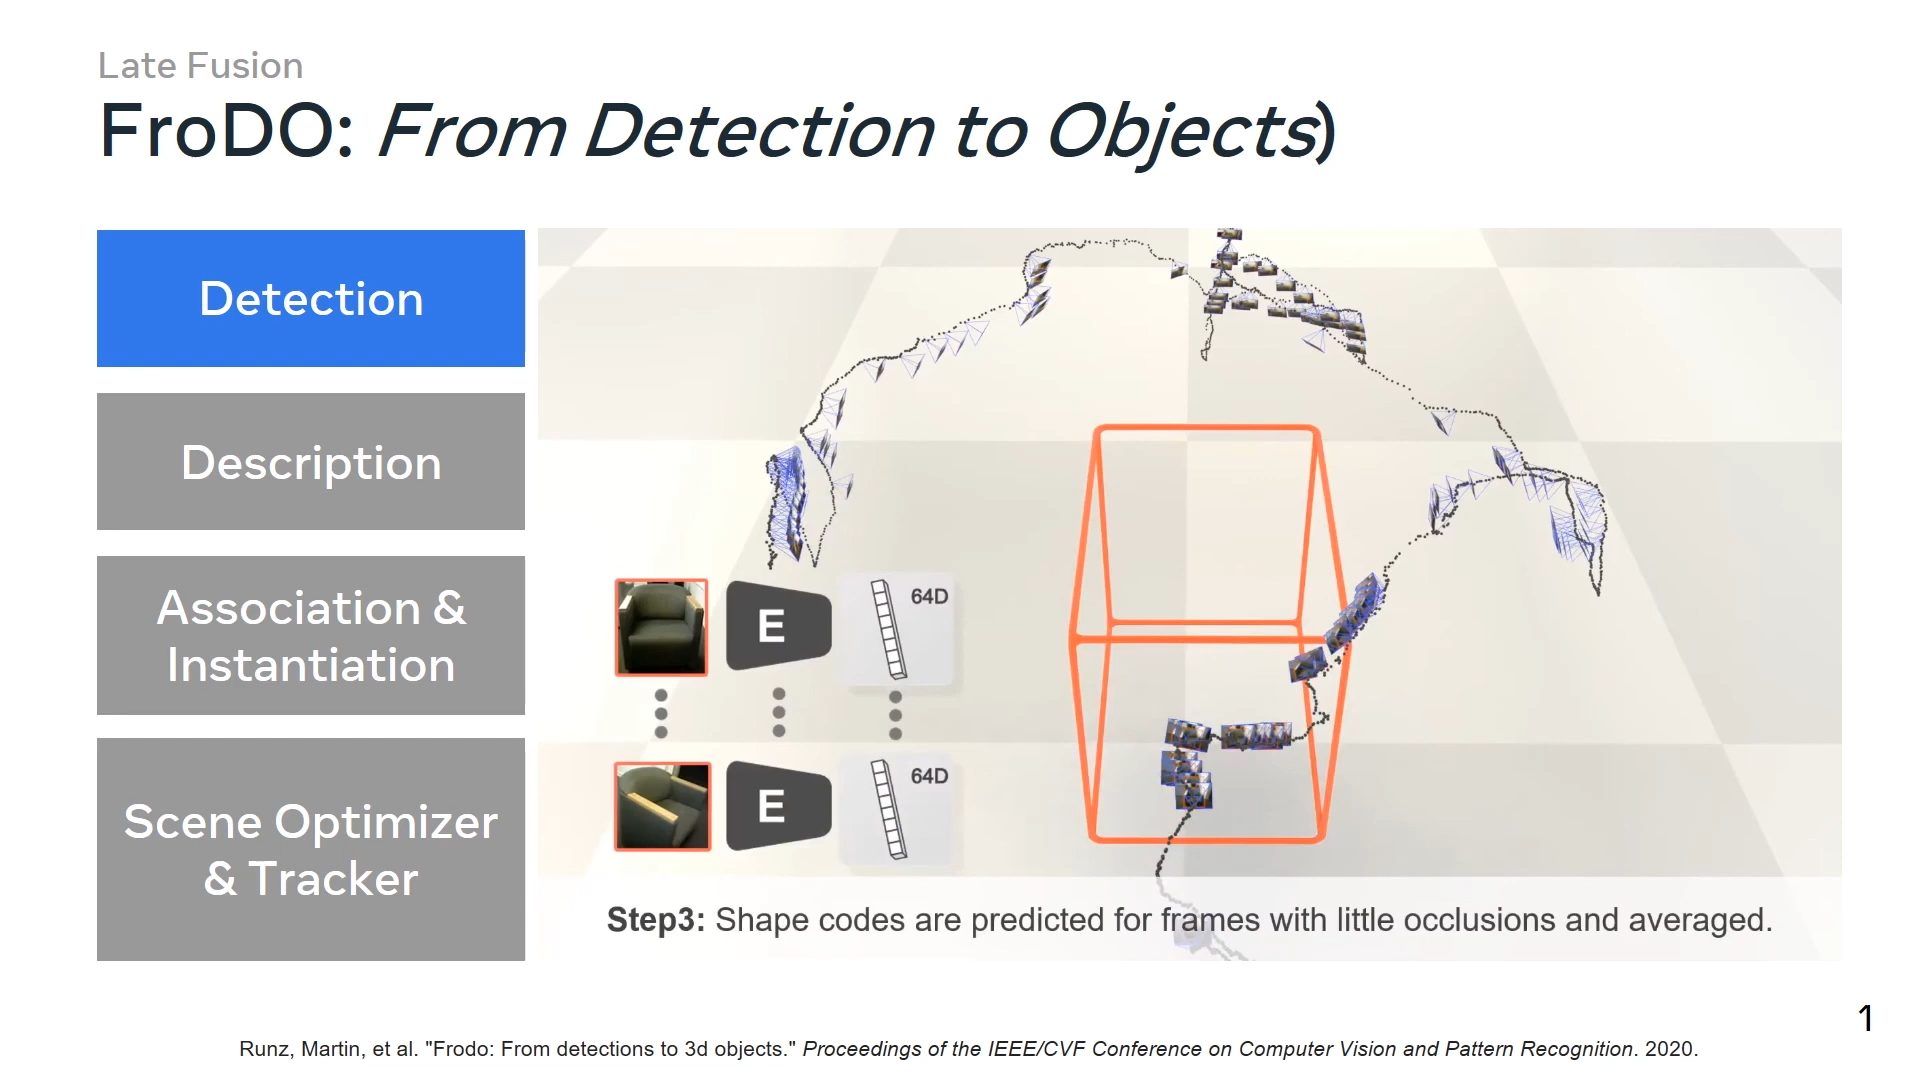 Late Fusion
FroDO: From Detection to Objects)
Detection
Description
Association &
Instantiation
Scene Optimizer
& Tracker
E
64D
E
64D
Step3: Shape codes are predicted for frames with little occlusions and averaged.
1
Runz, Martin, et al. "Frodo: From detections to 3d objects." Proceedings of the IEEE/CVF Conference on Computer Vision and Pattern Recognition. 2020.